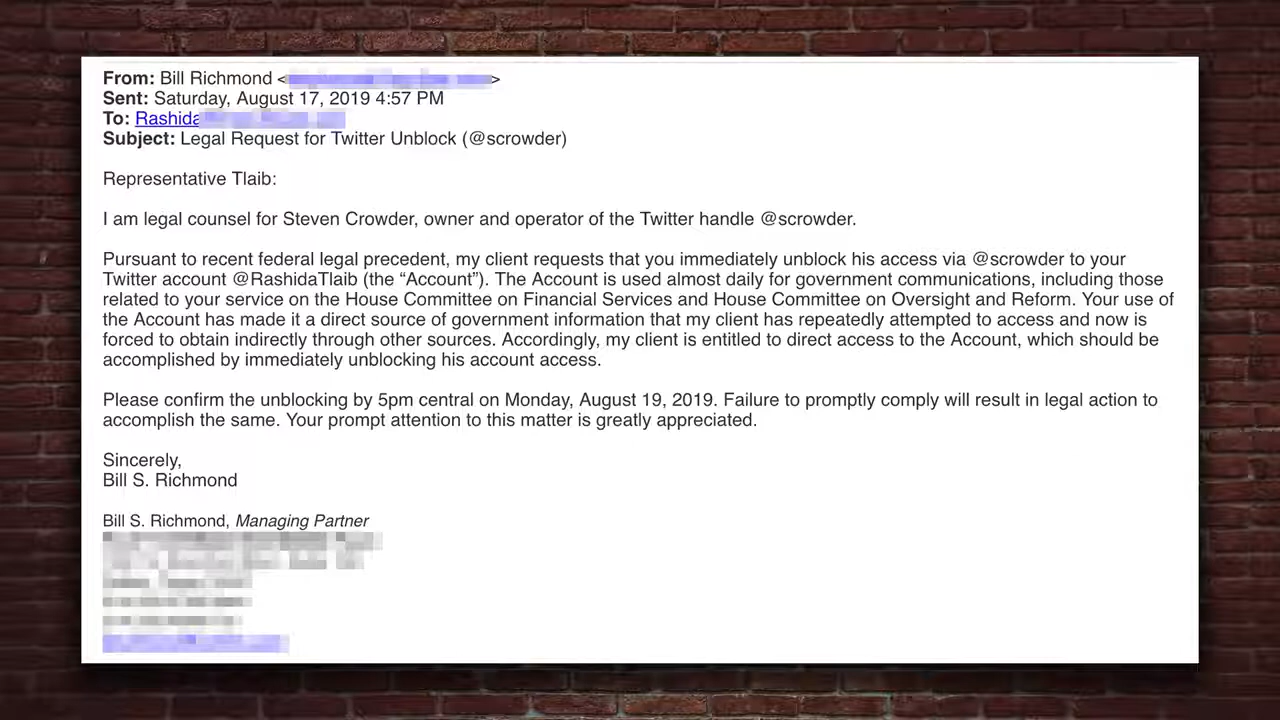 From: Bill Richmond < >
Sent: Saturday, August 17, 2019 4:57 PM
To: Rashida
Subject: Legal Request for Twitter Unblock (@scrowder)
Representative Tlaib:
I am legal counsel for Steven Crowder, owner and operator of the Twitter handle @scrowder.
Pursuant to recent federal legal precedent, my client requests that you immediately unblock his access via @scrowder to your
Twitter account @RashidaTlaib (the “Account”). The Account is used almost daily for government communications, including those
related to your service on the House Committee on Financial Services and House Committee on Oversight and Reform. Your use of
the Account has made it a direct source of government information that my client has repeatedly attempted to access and now is
forced to obtain indirectly through other sources. Accordingly, my client is entitled to direct access to the Account, which should be
accomplished by immediately unblocking his account access.
Please confirm the unblocking by 5pm central on Monday, August 19, 2019. Failure to promptly comply will result in legal action to
accomplish the same. Your prompt attention to this matter is greatly appreciated.
Sincerely,
Bill S. Richmond
Bill S. Richmond, Managing Partner